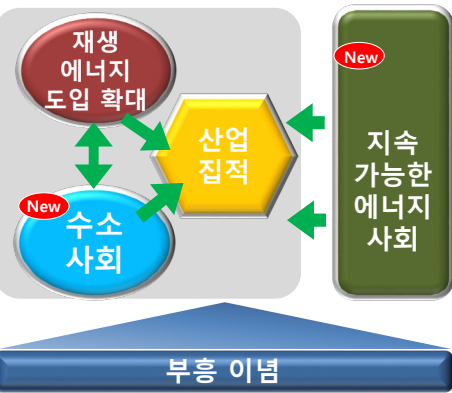 재생
에너지
도입 확대
산업
집적
New
수소
사회
New
지속
가능한
에너지
사회
부흥 이념